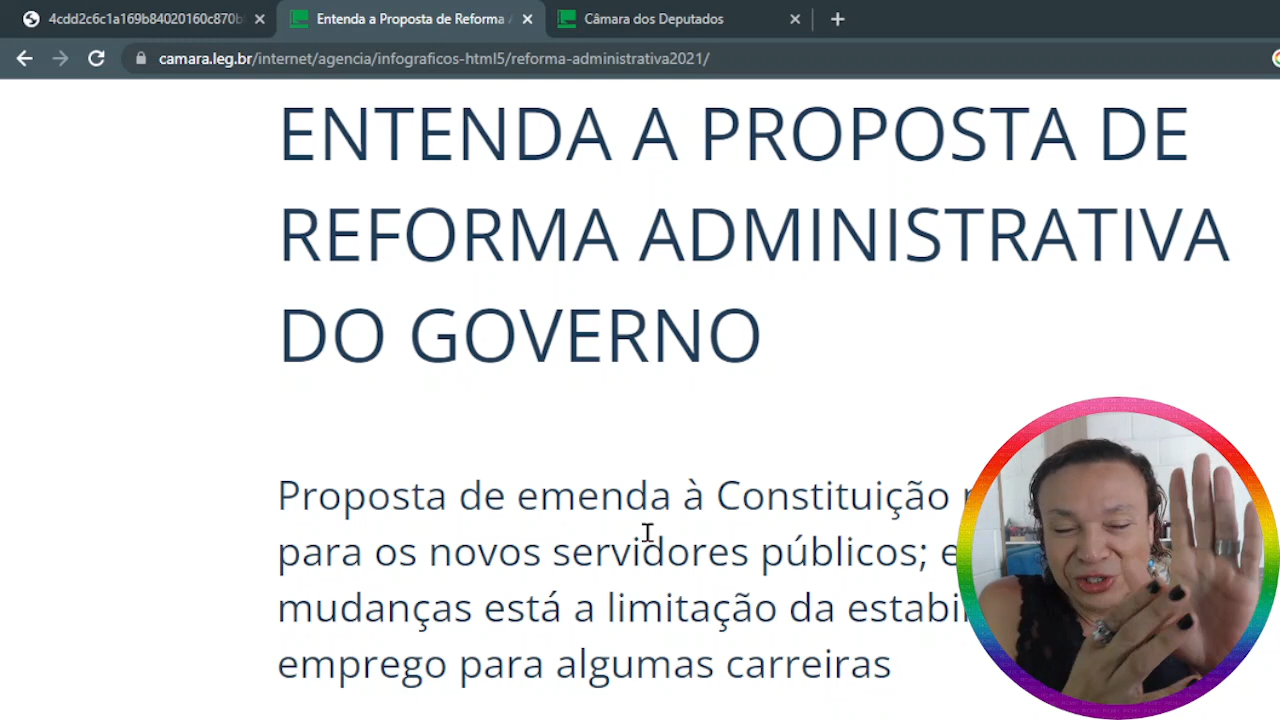 4cdd2c6c1a169b84020160c870b
Entenda a Proposta de Reforma
Câmara dos Deputados
camara.leg.br/internet/agencia/infograficos-html5/reforma-administrativa2021/
ENTENDA A PROPOSTA DE
REFORMA ADMINISTRATIVA
DO GOVERNO
Proposta de emenda à Constituição
para os novos servidores públicos; e
mudanças está a limitação da estabi
emprego para algumas carreiras